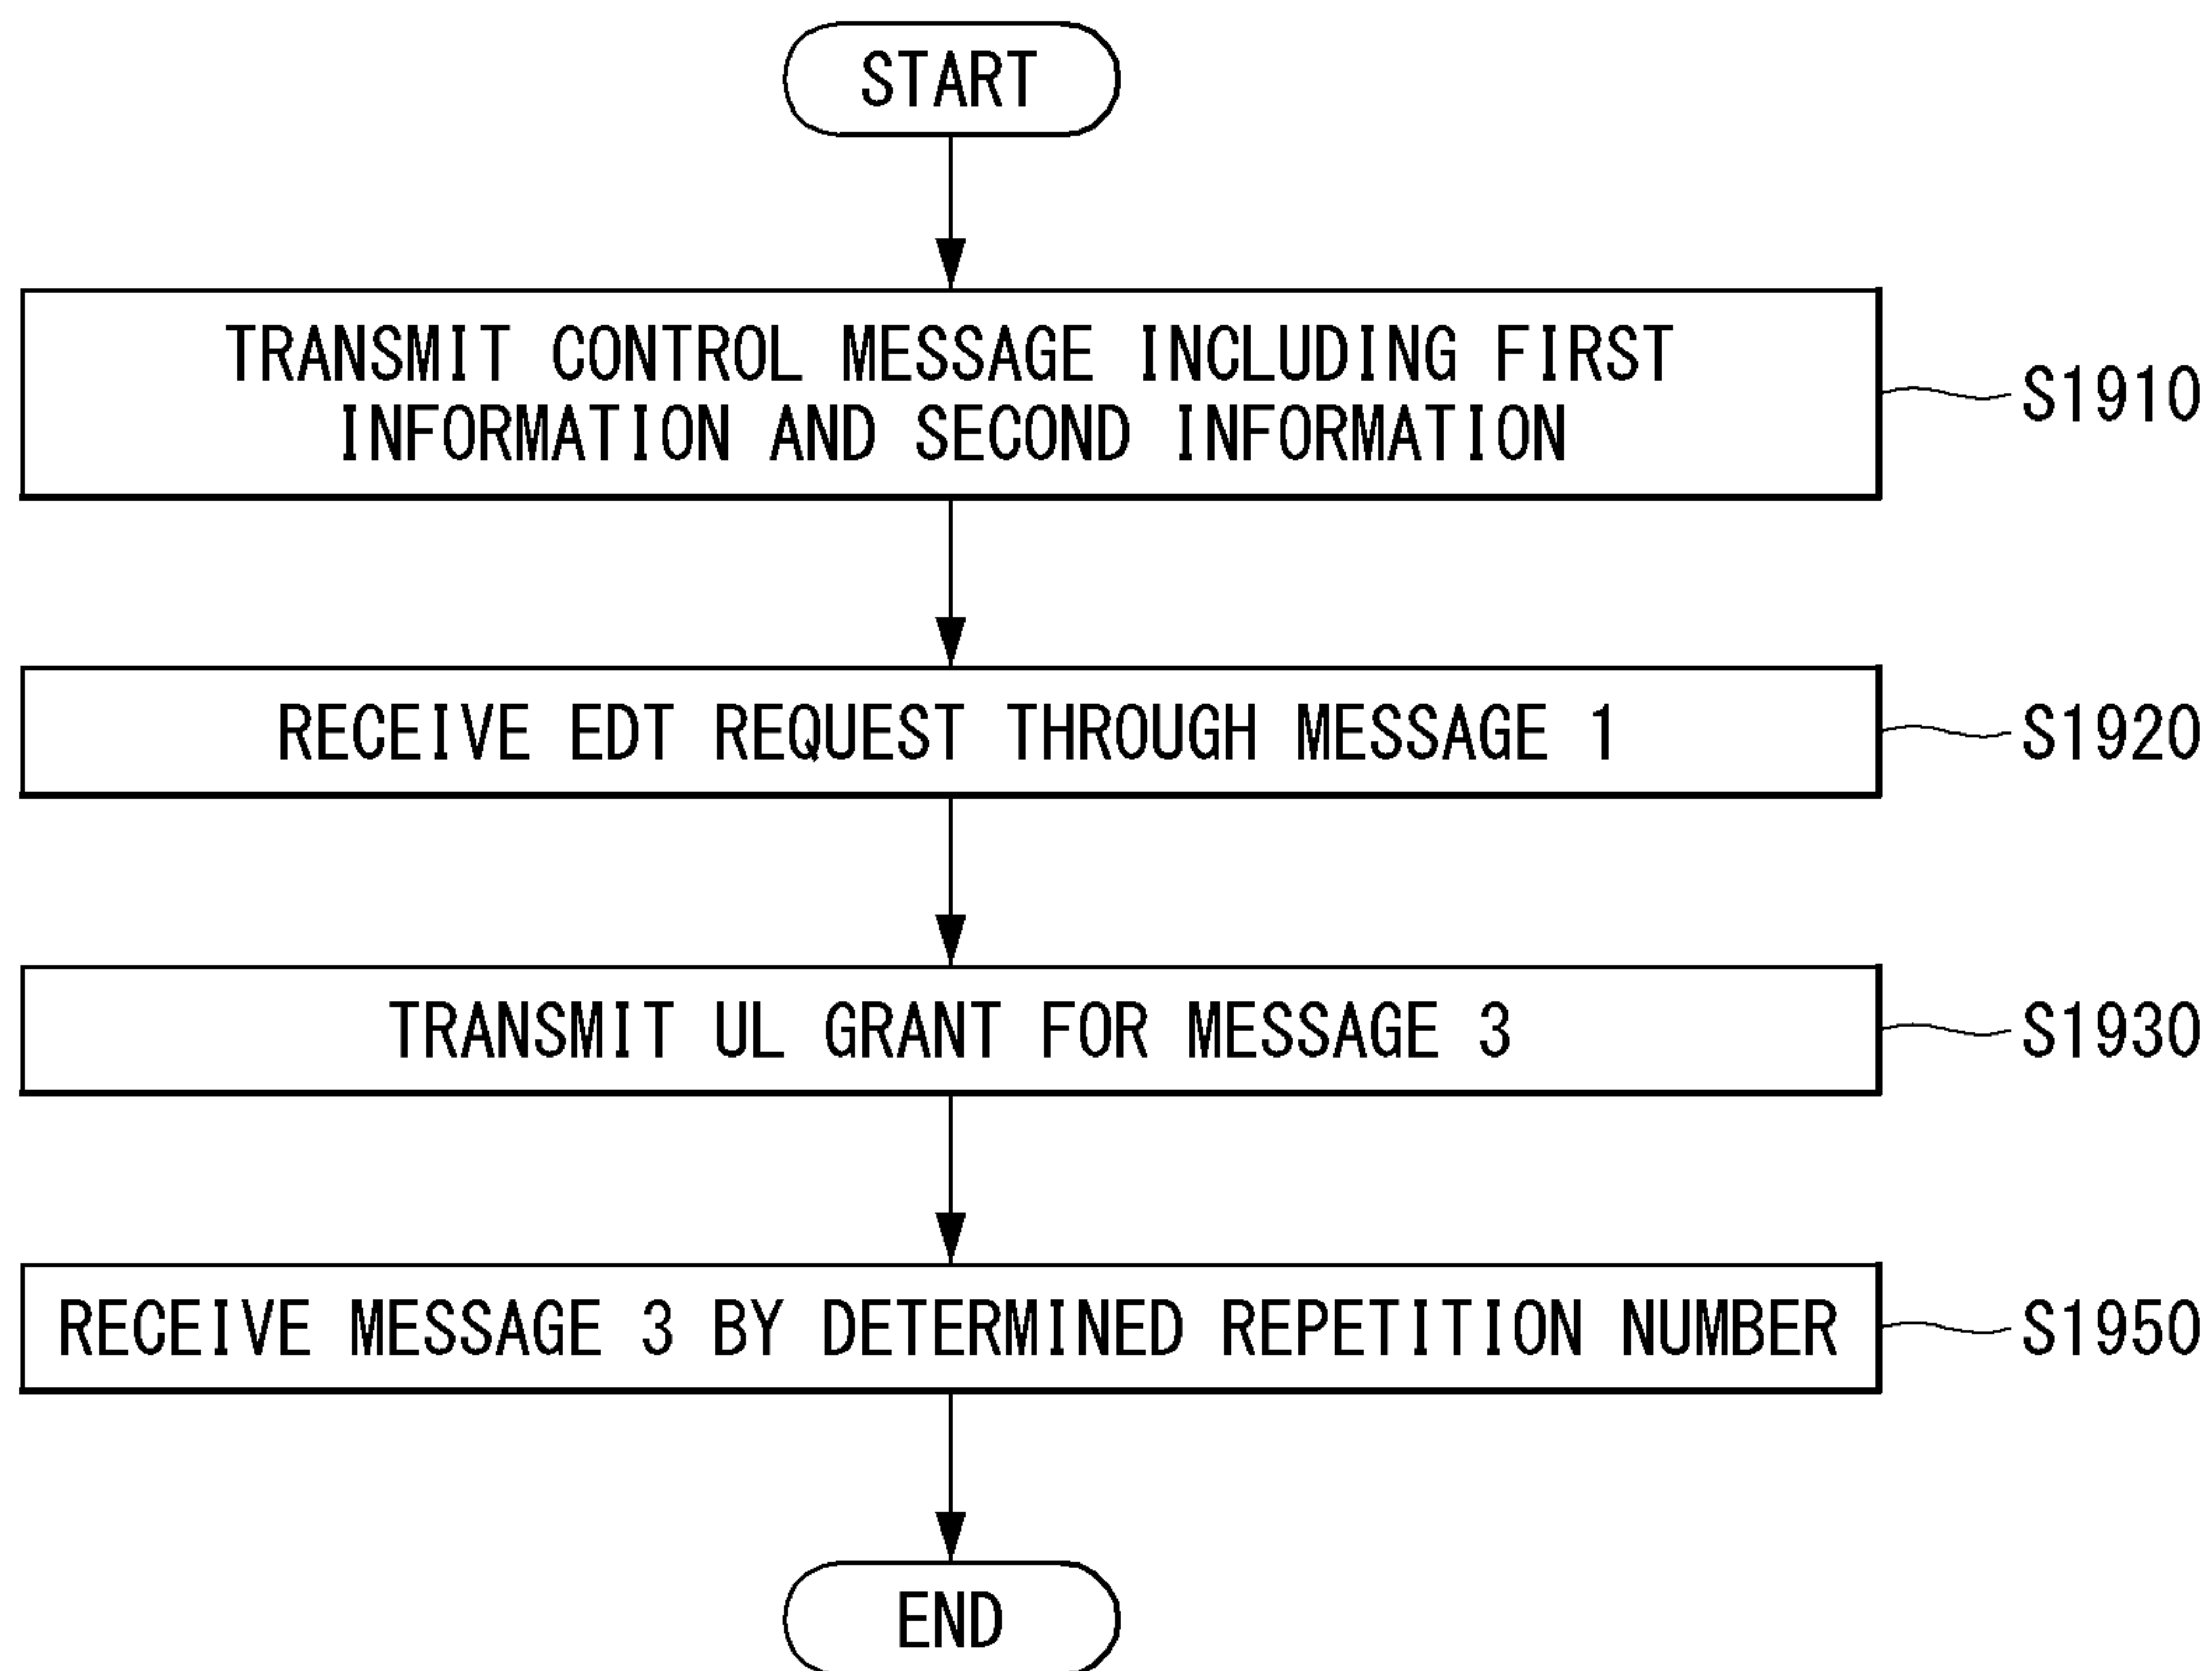 START
TRANSMIT CONTROL MESSAGE INCLUDING FIRST
INFORMATION AND SECOND INFORMATION
S1910
RECEIVE EDT REQUEST THROUGH MESSAGE 1
S1920
TRANSMIT UL GRANT FOR MESSAGE 3
S1930
RECEIVE MESSAGE 3 BY DETERMINED REPETITION NUMBER
S1950
END